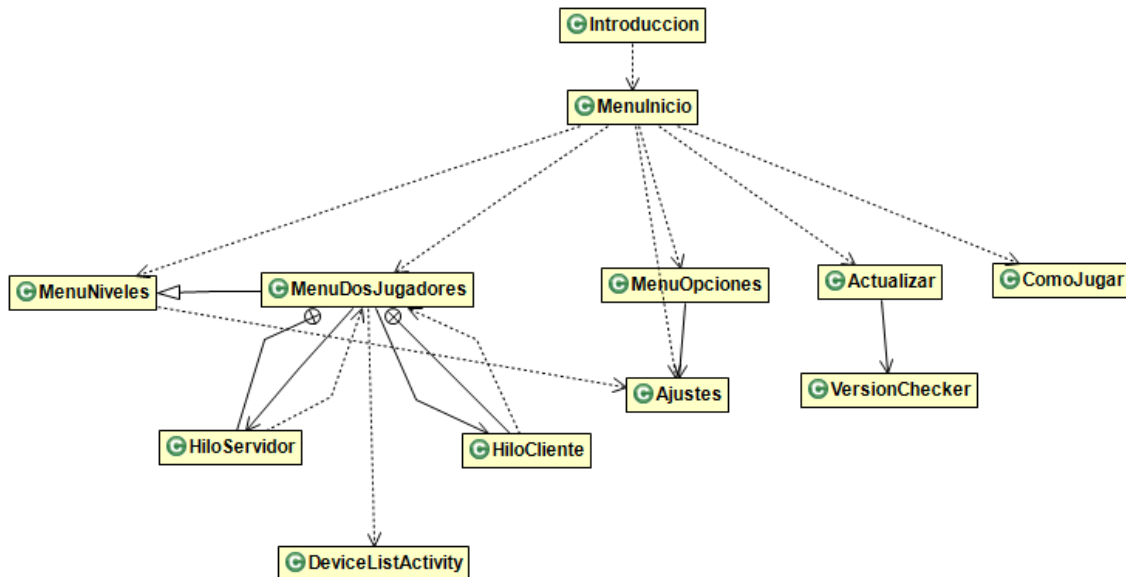 C Introduccion
C MenuInicio
C MenuNiveles
C MenuDosJugadores
C MenuOpciones
C Actualizar
C ComoJugar
C Ajustes
C VersionChecker
C HiloServidor
C HiloCliente
C DeviceListActivity